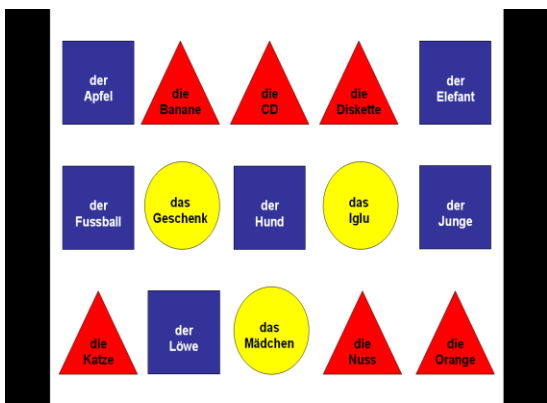 der
Apfel
die
Banane
die
CD
die
Diskette
der
Elefant
der
Fussball
das
Geschenk
der
Hund
das
Iglu
der
Junge
die
Katze
der
Löwe
das
Mädchen
die
Nuss
die
Orange